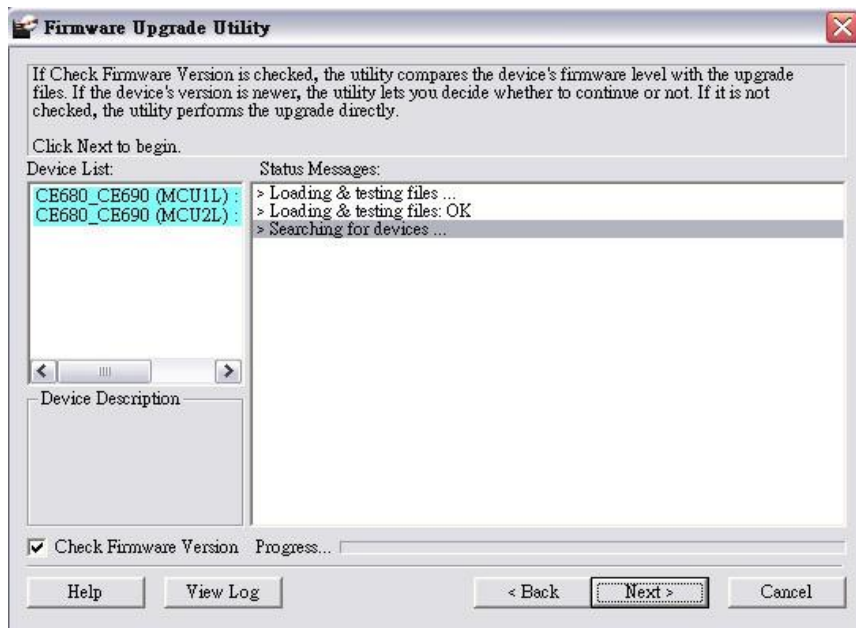 Firmware Upgrade Utility
If Check Firmware Version is checked, the utility compares the device's firmware level with the upgrade
files. If the device's version is newer, the utility lets you decide whether to continue or not. If it is not
checked, the utility performs the upgrade directly.
Click Next to begin.
Device List:
CE680_CE690 (MCU1L) :
CE680_CE690 (MCU2L) :
Status Messages:
> Loading & testing files ...
> Loading & testing files: OK
> Searching for devices ...
Device Description
Check Firmware Version Progress...
Help View Log < Back Next > Cancel